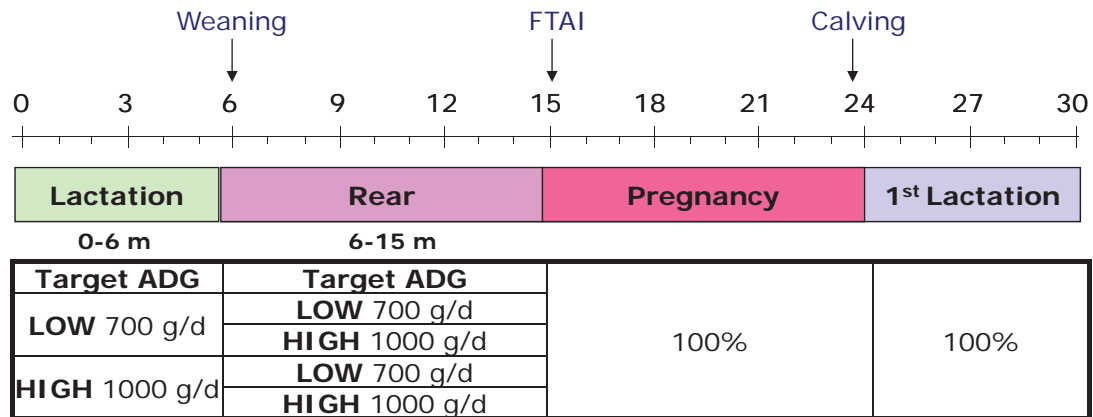 Weaning FTAI Calving
0 3 6 9 12 15 18 21 24 27 30
Lactation Rear Pregnancy 1st Lactation
0-6 m 6-15 m
Target ADG Target ADG
LOW 700 g/d
LOW 700 g/d
HIGH 1000 g/d
100% 100%
HIGH 1000 g/d
LOW 700 g/d
HIGH 1000 g/d